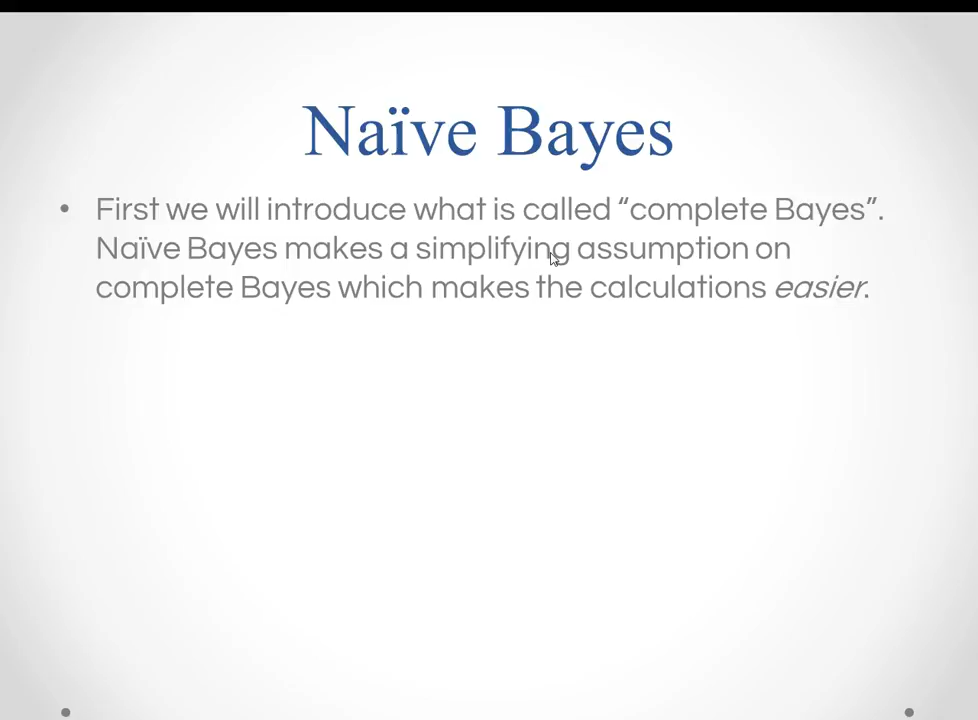 Naïve Bayes
• First we will introduce what is called “complete Bayes”.
Naïve Bayes makes a simplifying assumption on
complete Bayes which makes the calculations easier.